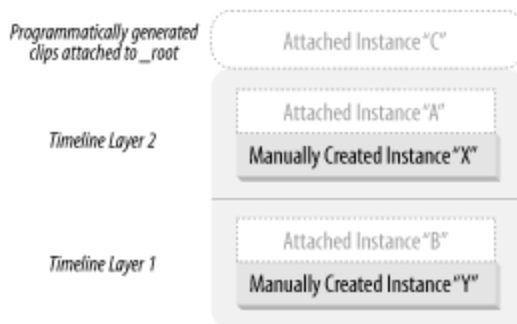 Programmatically generated
clips attached to _root
Attached Instance “C”
Attached Instance “A”
Timeline Layer 2
Manually Created Instance “X”
Attached Instance “B”
Timeline Layer 1
Manually Created Instance “Y”